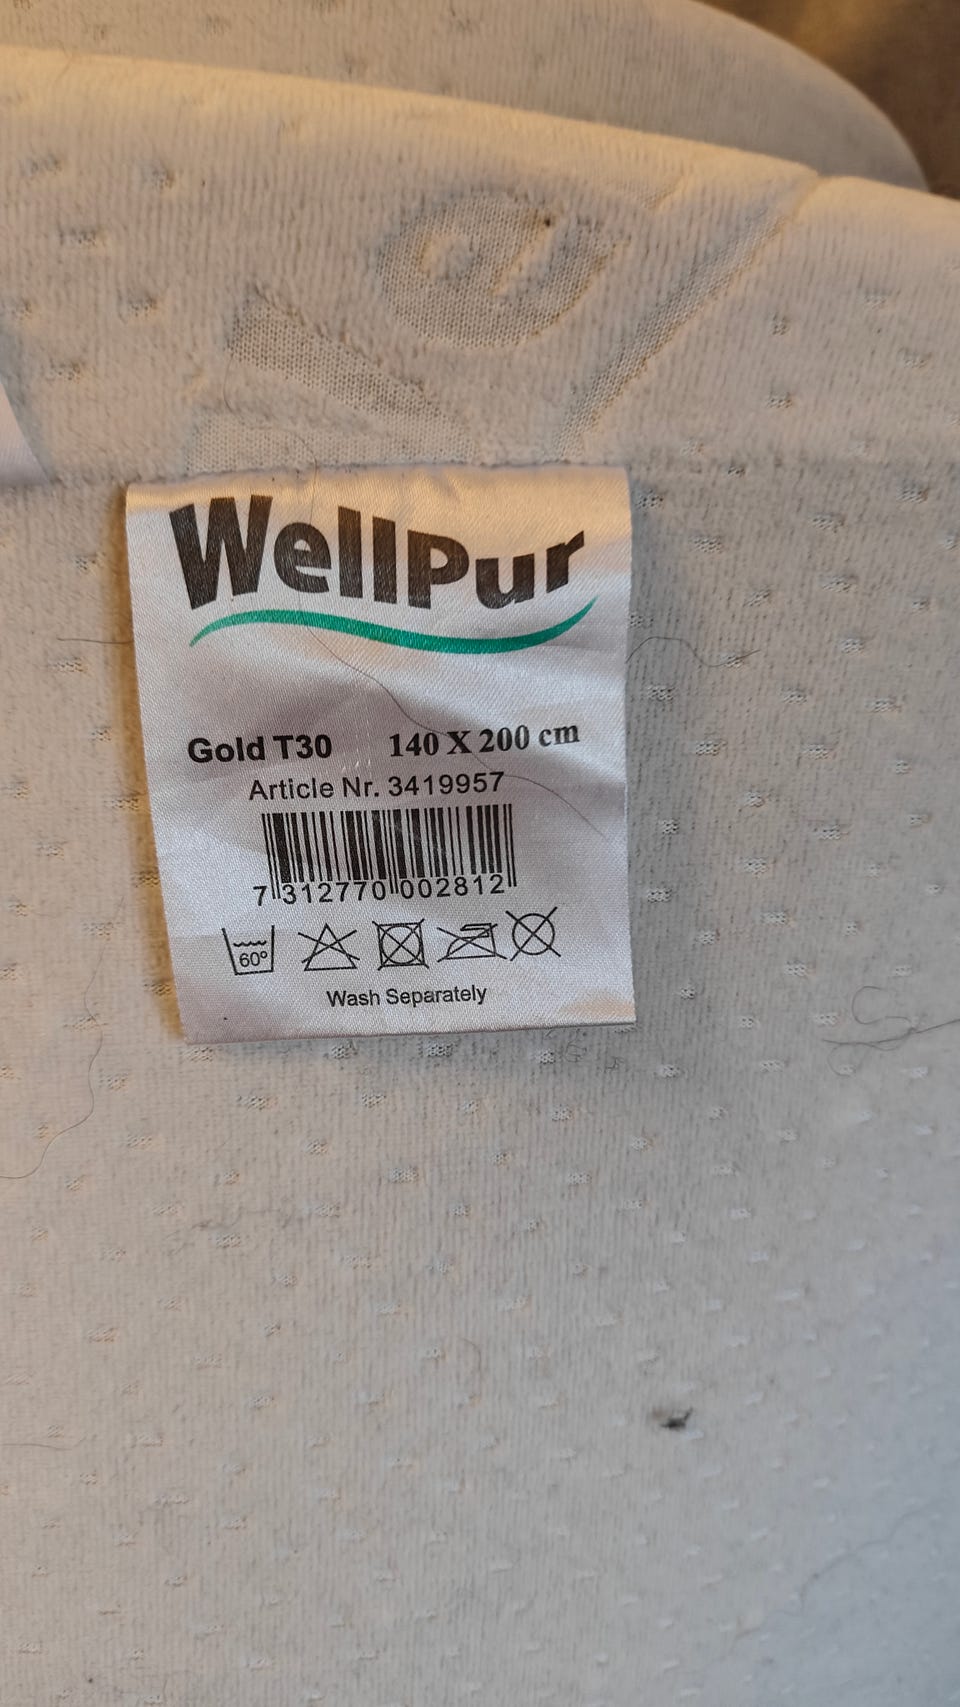 WellPur
Gold T30 140 X 200 cm
Article Nr. 3419957
7 312770 002812
60°
Wash Separately